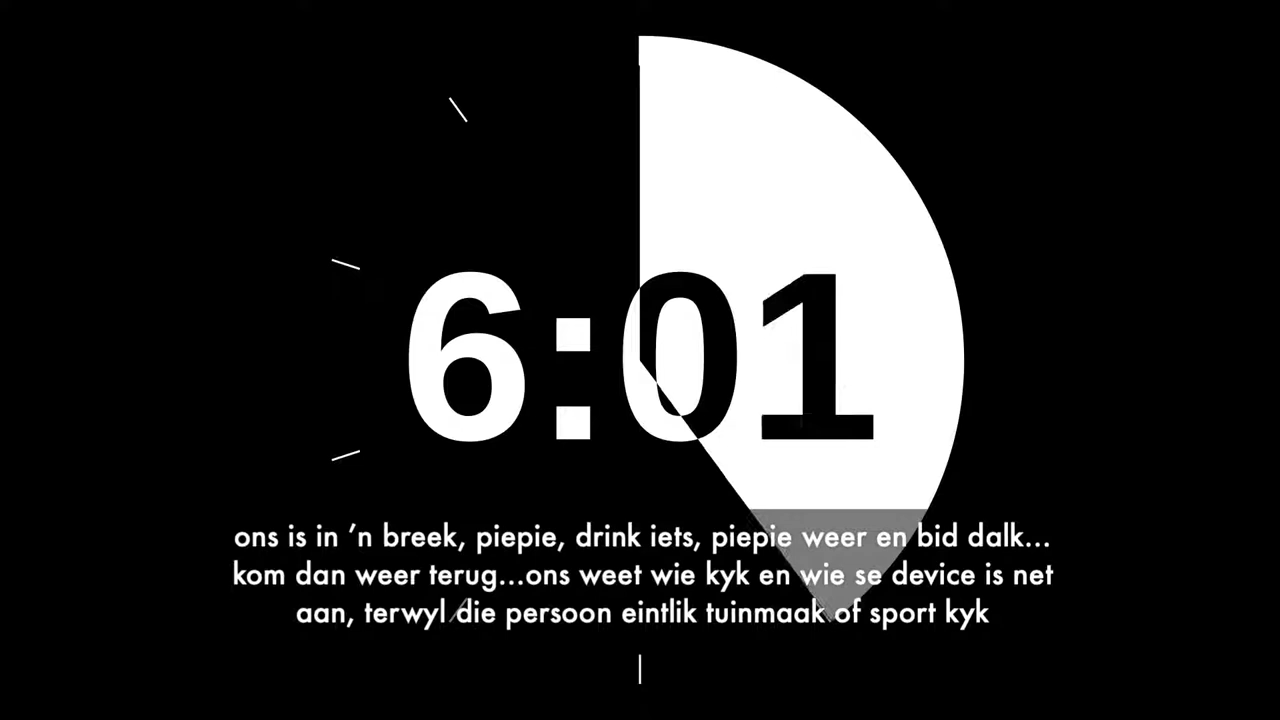 6:01
ons is in ’n breek, piepie, drink iets, piepie weer en bid dalk...
kom dan weer terug...ons weet wie kyk en wie se device is net
aan, terwyl die persoon eintlik tuinmaak of sport kyk